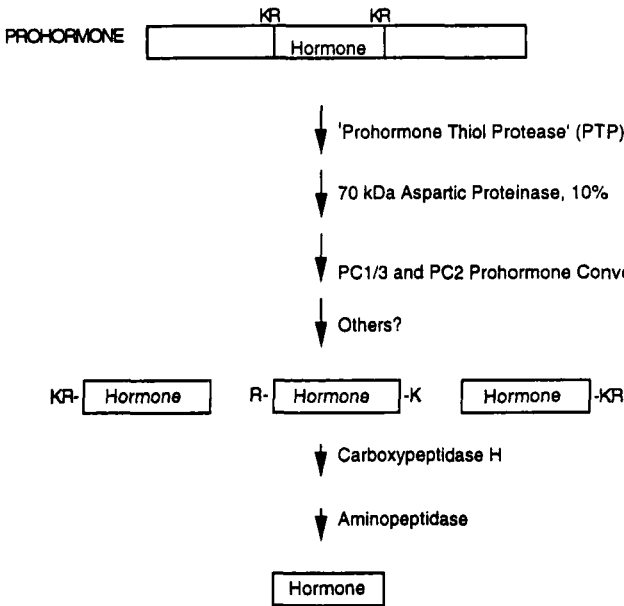 KR KR
PROHORMONE
Hormone
'Prohormone Thiol Protease' (PTP)
70 kDa Aspartic Proteinase, 10%
PC1/3 and PC2 Prohormone Conve
Others?
KR- Hormone R- Hormone -K Hormone -KR
Carboxypeptidase H
Aminopeptidase
Hormone